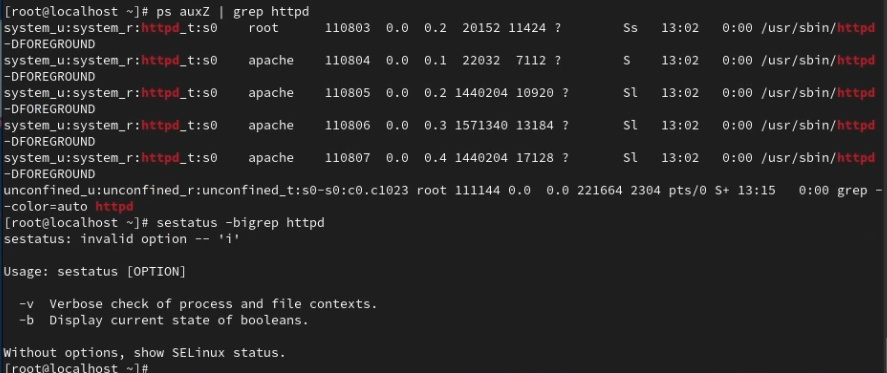 [root@localhost ~]# ps auxZ | grep httpd
system_u:system_r:httpd_t:s0    root      110803  0.0  0.2  20152 11424 ?        Ss   13:02   0:00 /usr/sbin/httpd
-DFOREGROUND
system_u:system_r:httpd_t:s0    apache    110804  0.0  0.1  22032  7112 ?        S    13:02   0:00 /usr/sbin/httpd
-DFOREGROUND
system_u:system_r:httpd_t:s0    apache    110805  0.0  0.2 1440204 10920 ?       Sl   13:02   0:00 /usr/sbin/httpd
-DFOREGROUND
system_u:system_r:httpd_t:s0    apache    110806  0.0  0.3 1571340 13184 ?       Sl   13:02   0:00 /usr/sbin/httpd
-DFOREGROUND
system_u:system_r:httpd_t:s0    apache    110807  0.0  0.4 1440204 17128 ?       Sl   13:02   0:00 /usr/sbin/httpd
-DFOREGROUND
unconfined_u:unconfined_r:unconfined_t:s0-s0:c0.c1023 root 111144 0.0  0.0 221664 2304 pts/0 S+ 13:15   0:00 grep -
-color=auto httpd
[root@localhost ~]# sestatus -bigrep httpd
sestatus: invalid option -- 'i'

Usage: sestatus [OPTION]

  -v  Verbose check of process and file contexts.
  -b  Display current state of booleans.

Without options, show SELinux status.
[root@localhost ~]#